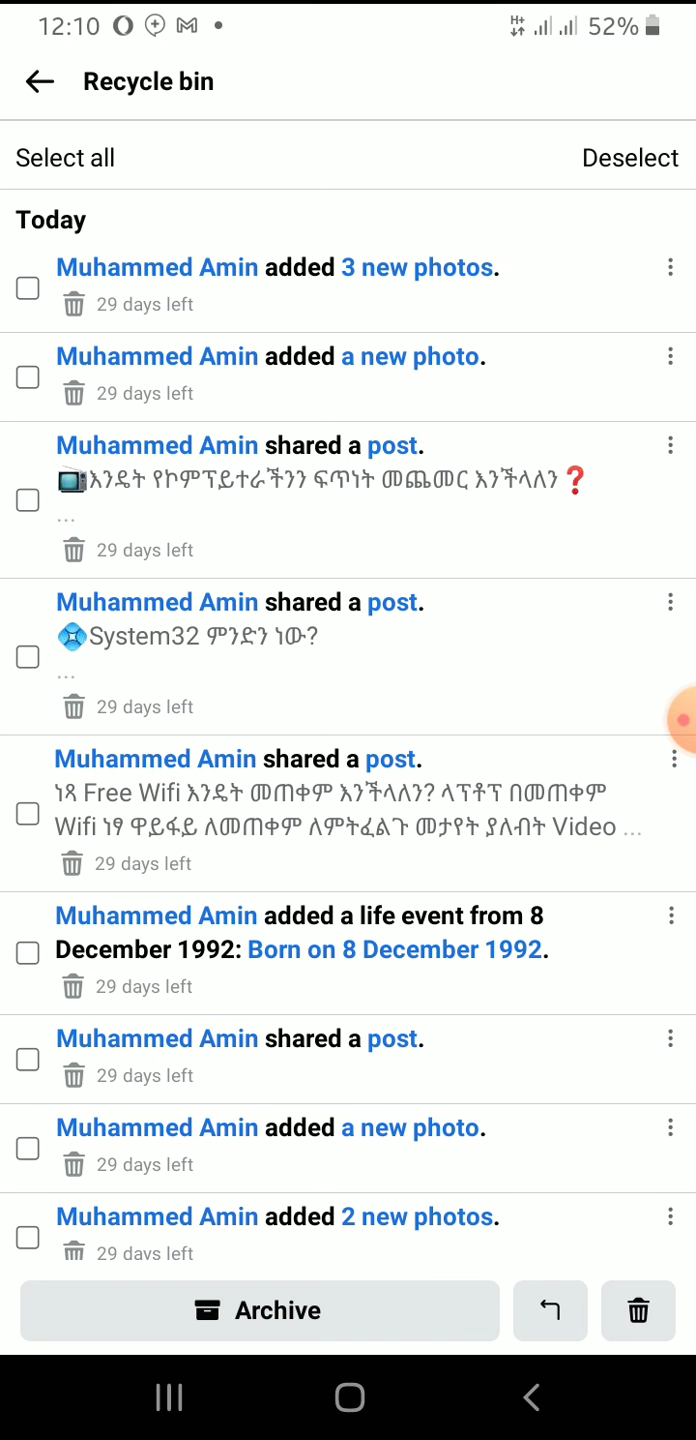 12:10
52%
Recycle bin
Select all
Deselect
Today
Muhammed Amin added 3 new photos.
29 days left
Muhammed Amin added a new photo.
29 days left
Muhammed Amin shared a post.
📺እንዴት የኮምፒይተራችንን ፍጥነት መጨመር እንችላለን❓
...
29 days left
Muhammed Amin shared a post.
💠System32 ምንድን ነው?
...
29 days left
Muhammed Amin shared a post.
ነጻ Free Wifi እንዴት መጠቀም እንችላለን? ላፕቶፕ በመጠቀም
Wifi ነፃ ዋይፋይ ለመጠቀም ለምትፈልጉ መታየት ያለብት Video ...
29 days left
Muhammed Amin added a life event from 8
December 1992: Born on 8 December 1992.
29 days left
Muhammed Amin shared a post.
29 days left
Muhammed Amin added a new photo.
29 days left
Muhammed Amin added 2 new photos.
29 days left
Archive